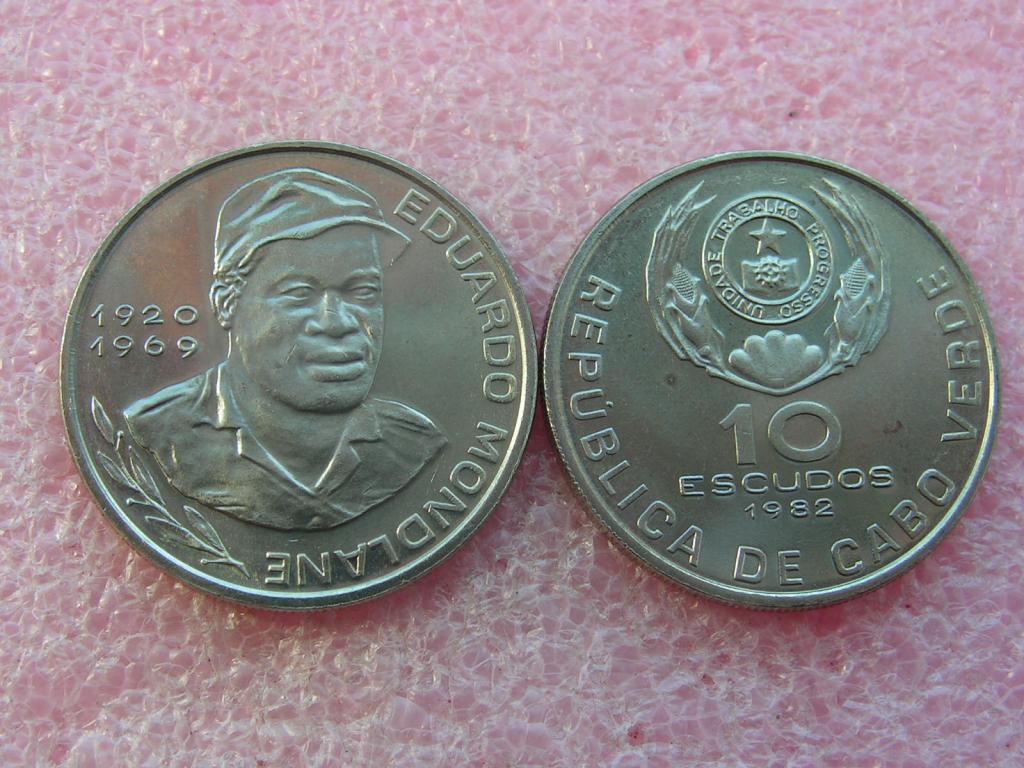 1920
1969
EDUARDO MONDLANE
UNIDADE TRABALHO PROGRESSO
10
ESCUDOS
1982
REPÚBLICA DE CABO VERDE